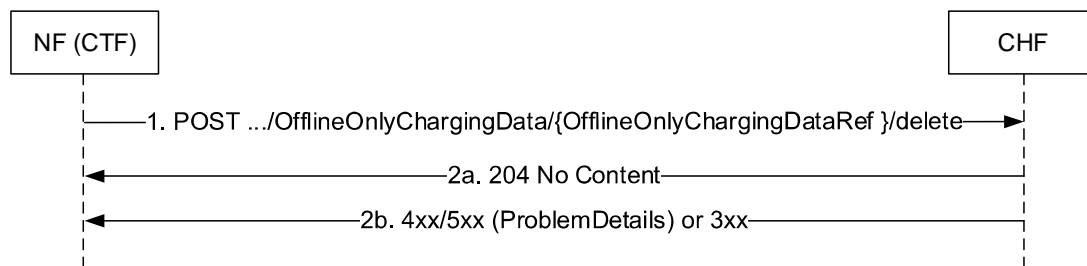 NF (CTF)
CHF
1. POST .../OfflineOnlyChargingData/{OfflineOnlyChargingDataRef }/delete
2a. 204 No Content
2b. 4xx/5xx (ProblemDetails) or 3xx